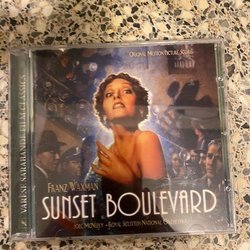 ORIGINAL MOTION PICTURE SCORE
VARÈSE SARABANDE FILM CLASSICS
FRANZ WAXMAN
SUNSET BOULEVARD
JOEL MCNEELY • ROYAL SCOTTISH NATIONAL ORCHESTRA